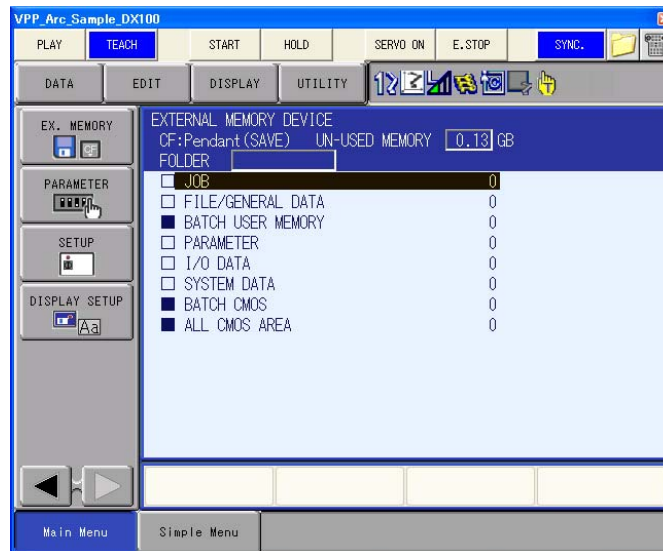 VPP_Arc_Sample_DX100
PLAY TEACH START HOLD SERVO ON E.STOP SYNC.
DATA EDIT DISPLAY UTILITY
EX. MEMORY
CF
PARAMETER
SETUP
DISPLAY SETUP
Aa
EXTERNAL MEMORY DEVICE
CF:Pendant(SAVE) UN-USED MEMORY 0.13 GB
FOLDER
JOB 0
FILE/GENERAL DATA 0
BATCH USER MEMORY 0
PARAMETER 0
I/O DATA 0
SYSTEM DATA 0
BATCH CMOS 0
ALL CMOS AREA 0
Main Menu Simple Menu